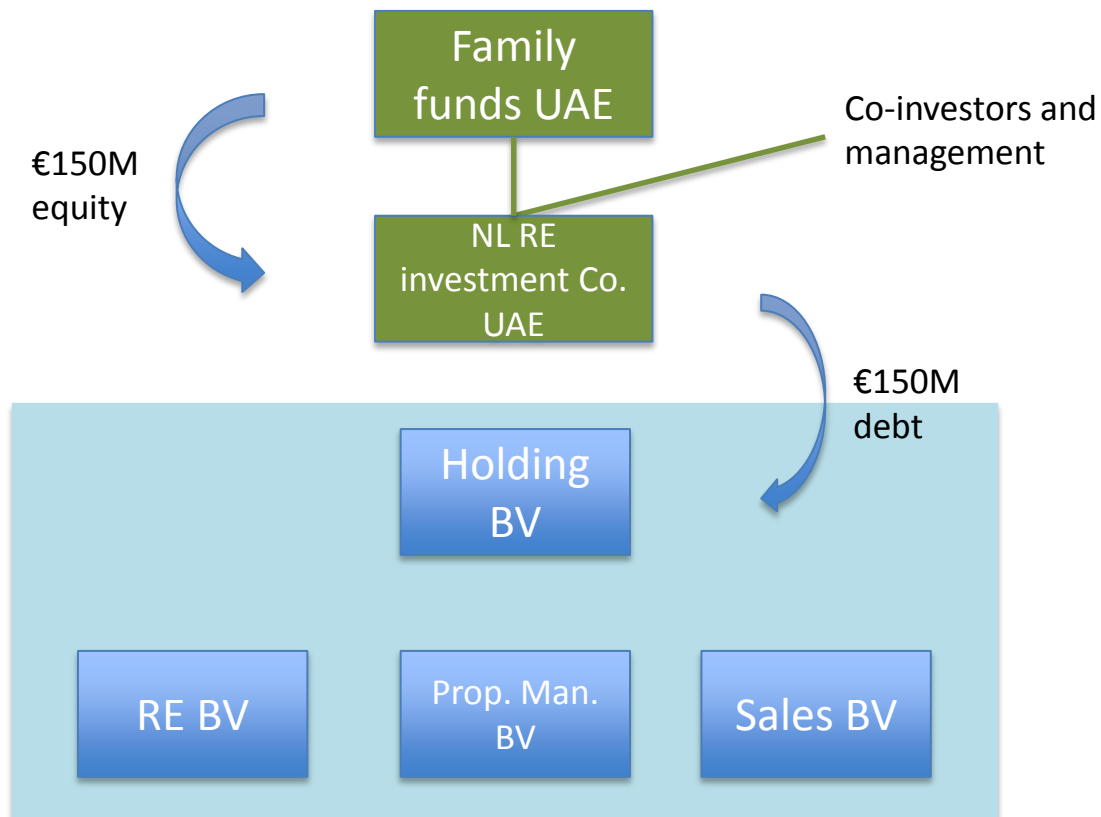 Family
funds UAE
Co-investors and
management
€150M
equity
NL RE
investment Co.
UAE
€150M
debt
Holding
BV
RE BV
Prop. Man.
BV
Sales BV